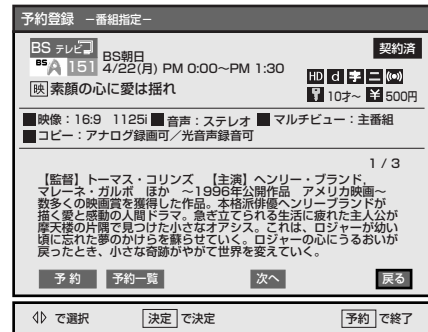 予約登録 −番組指定−
BS テレビ
BS A 151 BS朝日
契約済
4/22(月) PM 0:00〜PM 1:30
HD d 字 二 ((•))
映 素顔の心に愛は揺れ
10才〜 ¥ 500円
■映像：16:9 1125i ■音声：ステレオ ■マルチビュー：主番組
■コピー：アナログ録画可／光音声録音可
1 / 3
【監督】トーマス・コリンズ 【主演】ヘンリー・ブランド,
マレーネ・ガルボ ほか 〜1996年公開作品 アメリカ映画〜
数多くの映画賞を獲得した作品。本格派俳優ヘンリーブランドが
描く愛と感動の人間ドラマ。急ぎ立てられる生活に疲れた主人公が
摩天楼の片隅で見つけた小さなオアシス。これは、ロジャーが幼い
頃に忘れた夢のかけらを蘇らせていく。ロジャーの心にうるおいが
戻ったとき、小さな奇跡がやがて世界を変えていく。
予 約 予約一覧 次へ 戻る
で選択 決定 で決定 予約 で終了